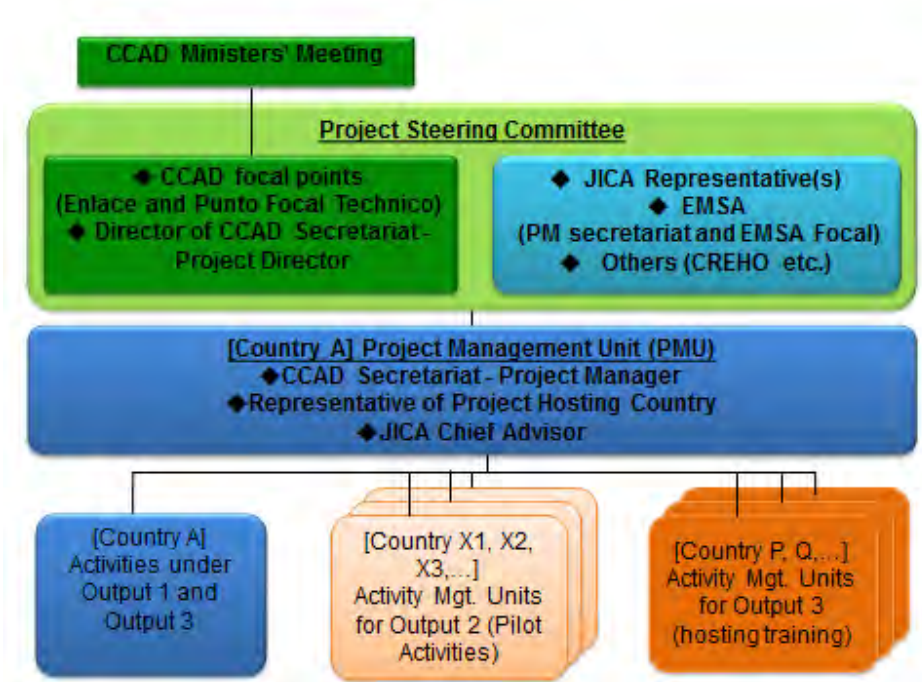 CCAD Ministers' Meeting
Project Steering Committee
◆ CCAD focal points
(Enlace and Punto Focal Technico)
◆ Director of CCAD Secretariat -
Project Director
◆ JICA Representative(s)
◆ EMSA
(PM secretariat and EMSA Focal)
◆ Others (CREHO etc.)
[Country A] Project Management Unit (PMU)
◆CCAD Secretariat - Project Manager
◆Representative of Project Hosting Country
◆JICA Chief Advisor
[Country A]
Activities under
Output 1 and
Output 3
[Country X1, X2,
X3,...]
Activity Mgt. Units
for Output 2 (Pilot
Activities)
[Country P, Q,...]
Activity Mgt. Units
for Output 3
(hosting training)